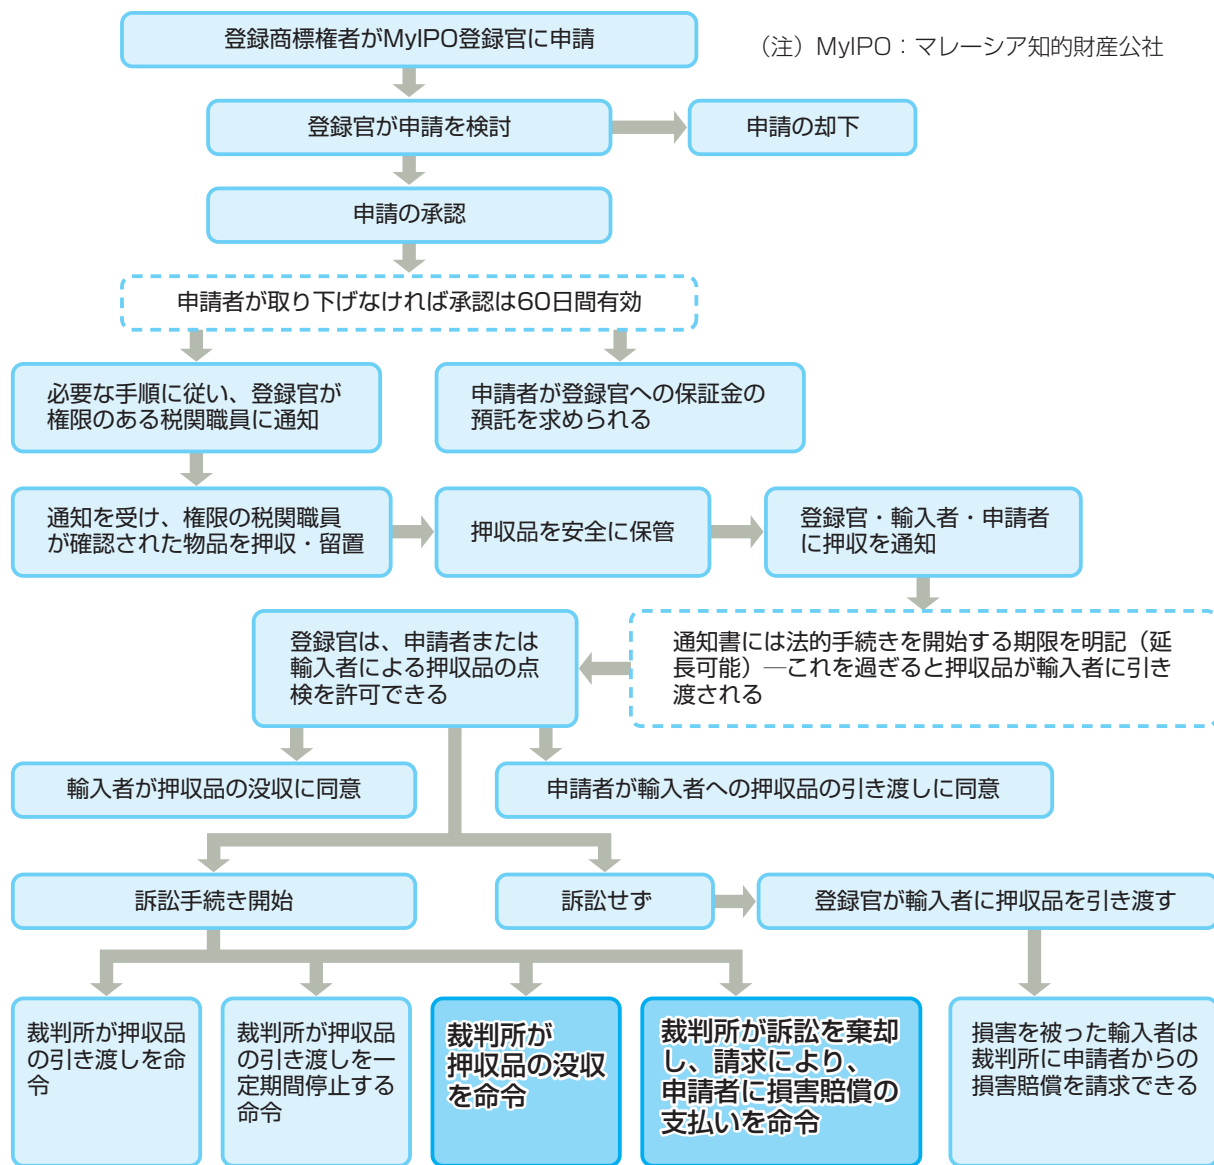 登録商標権者がMyIPO登録官に申請
（注）MyIPO：マレーシア知的財産公社
登録官が申請を検討
申請の却下
申請の承認
申請者が取り下げなければ承認は60日間有効
必要な手順に従い、登録官が
権限のある税関職員に通知
申請者が登録官への保証金の
預託を求められる
通知を受け、権限の税関職員
が確認された物品を押収・留置
押収品を安全に保管
登録官・輸入者・申請者
に押収を通知
登録官は、申請者または
輸入者による押収品の点
検を許可できる
通知書には法的手続きを開始する期限を明記（延
長可能）―これを過ぎると押収品が輸入者に引き
渡される
輸入者が押収品の没収に同意
申請者が輸入者への押収品の引き渡しに同意
訴訟手続き開始
訴訟せず
登録官が輸入者に押収品を引き渡す
裁判所が押収品
の引き渡しを命
令
裁判所が押収品
の引き渡しを一
定期間停止する
命令
裁判所が
押収品の没収
を命令
裁判所が訴訟を棄却
し、請求により、
申請者に損害賠償の
支払いを命令
損害を被った輸入者は
裁判所に申請者からの
損害賠償を請求できる